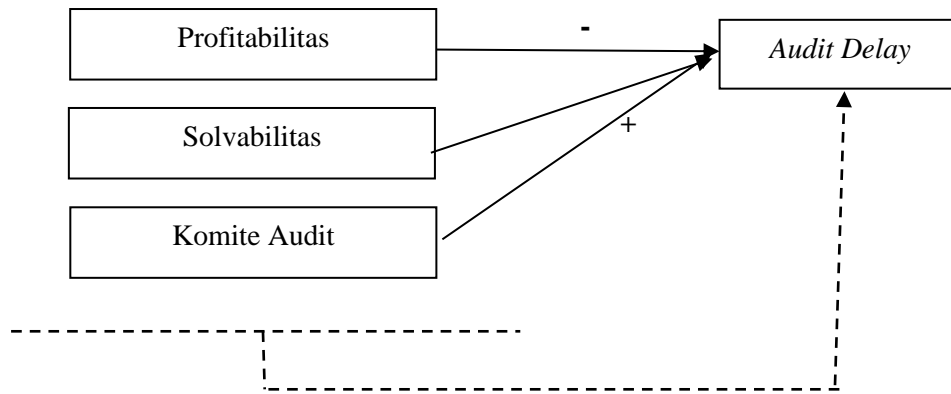 Profitabilitas
-
Audit Delay
Solvabilitas
+
Komite Audit